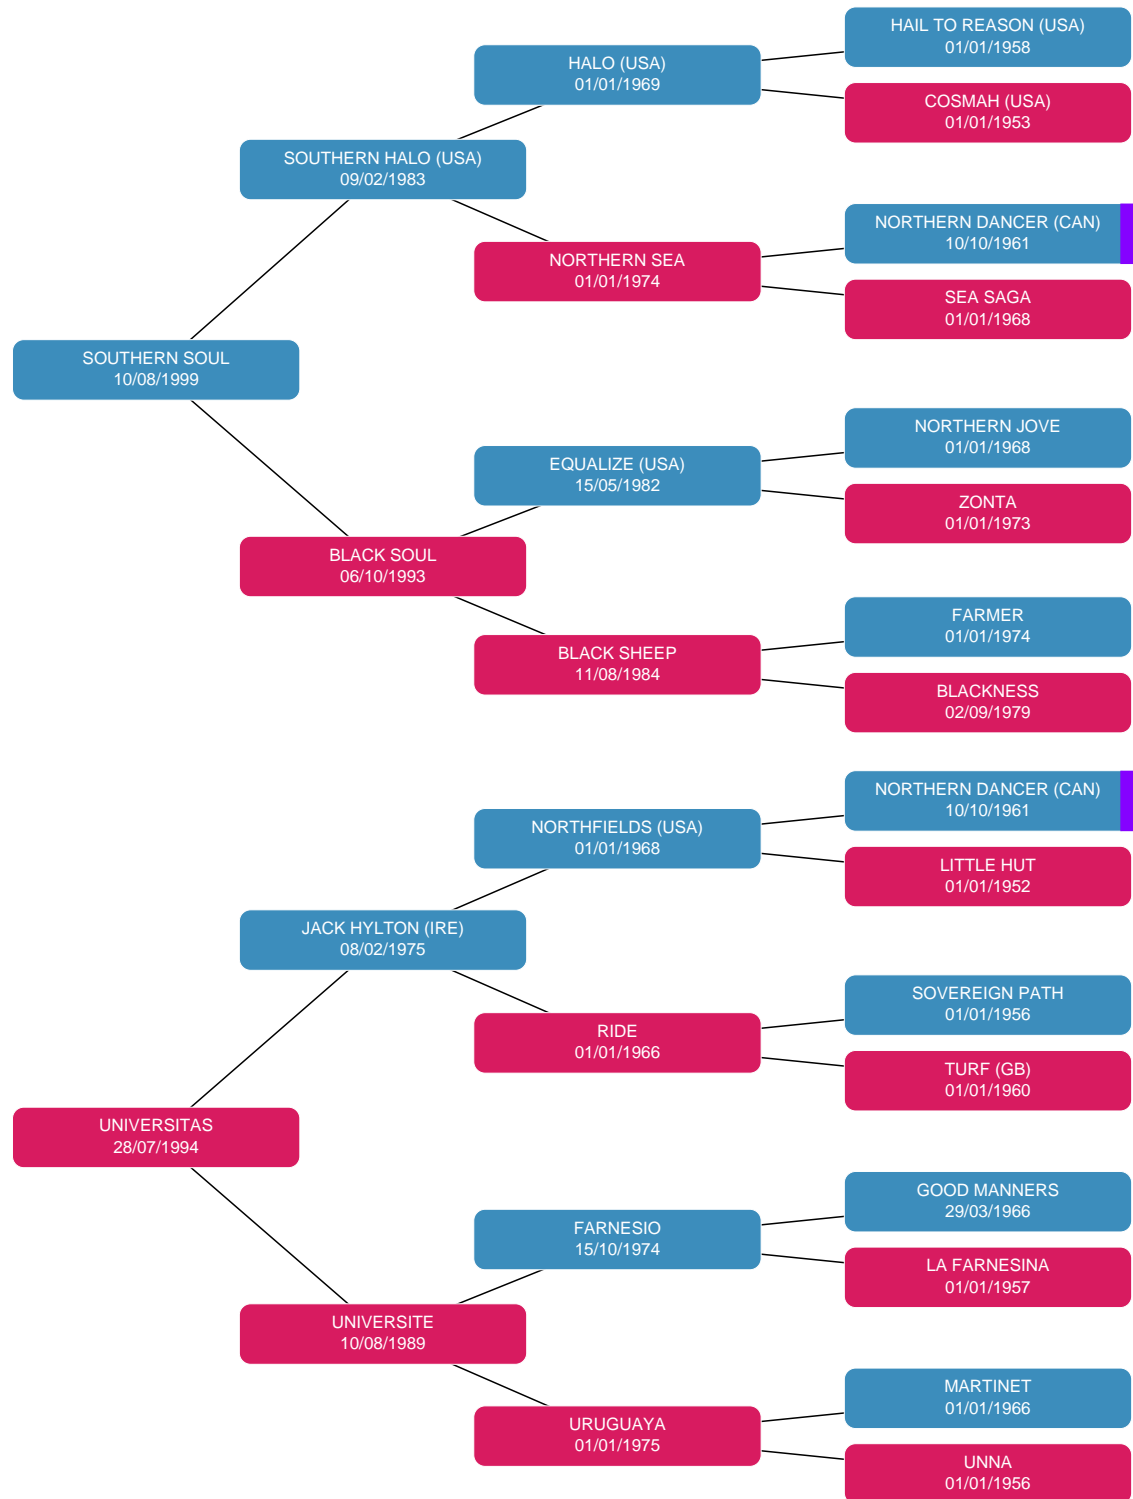 HAIL TO REASON (USA)
01/01/1958
HALO (USA)
01/01/1969
COSMAH (USA)
01/01/1953
SOUTHERN HALO (USA)
09/02/1983
NORTHERN DANCER (CAN)
10/10/1961
NORTHERN SEA
01/01/1974
SEA SAGA
01/01/1968
SOUTHERN SOUL
10/08/1999
NORTHERN JOVE
01/01/1968
EQUALIZE (USA)
15/05/1982
ZONTA
01/01/1973
BLACK SOUL
06/10/1993
FARMER
01/01/1974
BLACK SHEEP
11/08/1984
BLACKNESS
02/09/1979
NORTHERN DANCER (CAN)
10/10/1961
NORTHFIELDS (USA)
01/01/1968
LITTLE HUT
01/01/1952
JACK HYLTON (IRE)
08/02/1975
SOVEREIGN PATH
01/01/1956
RIDE
01/01/1966
TURF (GB)
01/01/1960
UNIVERSITAS
28/07/1994
GOOD MANNERS
29/03/1966
FARNESIO
15/10/1974
LA FARNESINA
01/01/1957
UNIVERSITE
10/08/1989
MARTINET
01/01/1966
URUGUAYA
01/01/1975
UNNA
01/01/1956